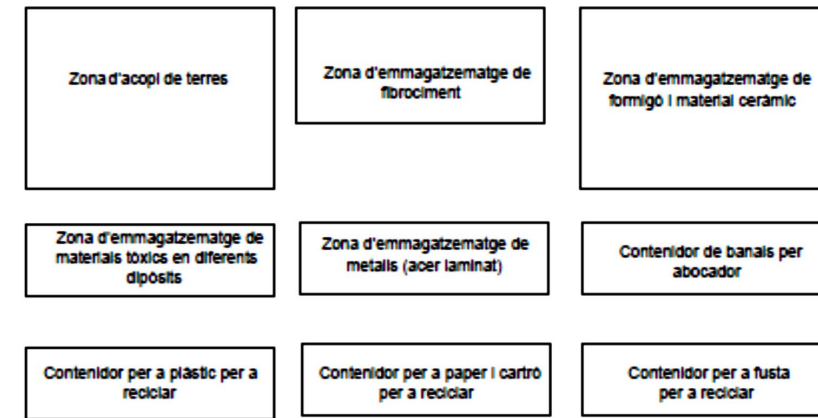 Zona d'acopi de terres
Zona d'emmagatzematge de
fibrociment
Zona d'emmagatzematge de
formigó i material ceràmic
Zona d'emmagatzematge de
materials tòxics en diferents
dipòsits
Zona d'emmagatzematge de
metalls (acer laminat)
Contenidor de banals per
abocador
Contenidor per a plàstic per a
reciclar
Contenidor per a paper i cartró
per a reciclar
Contenidor per a fusta
per a reciclar